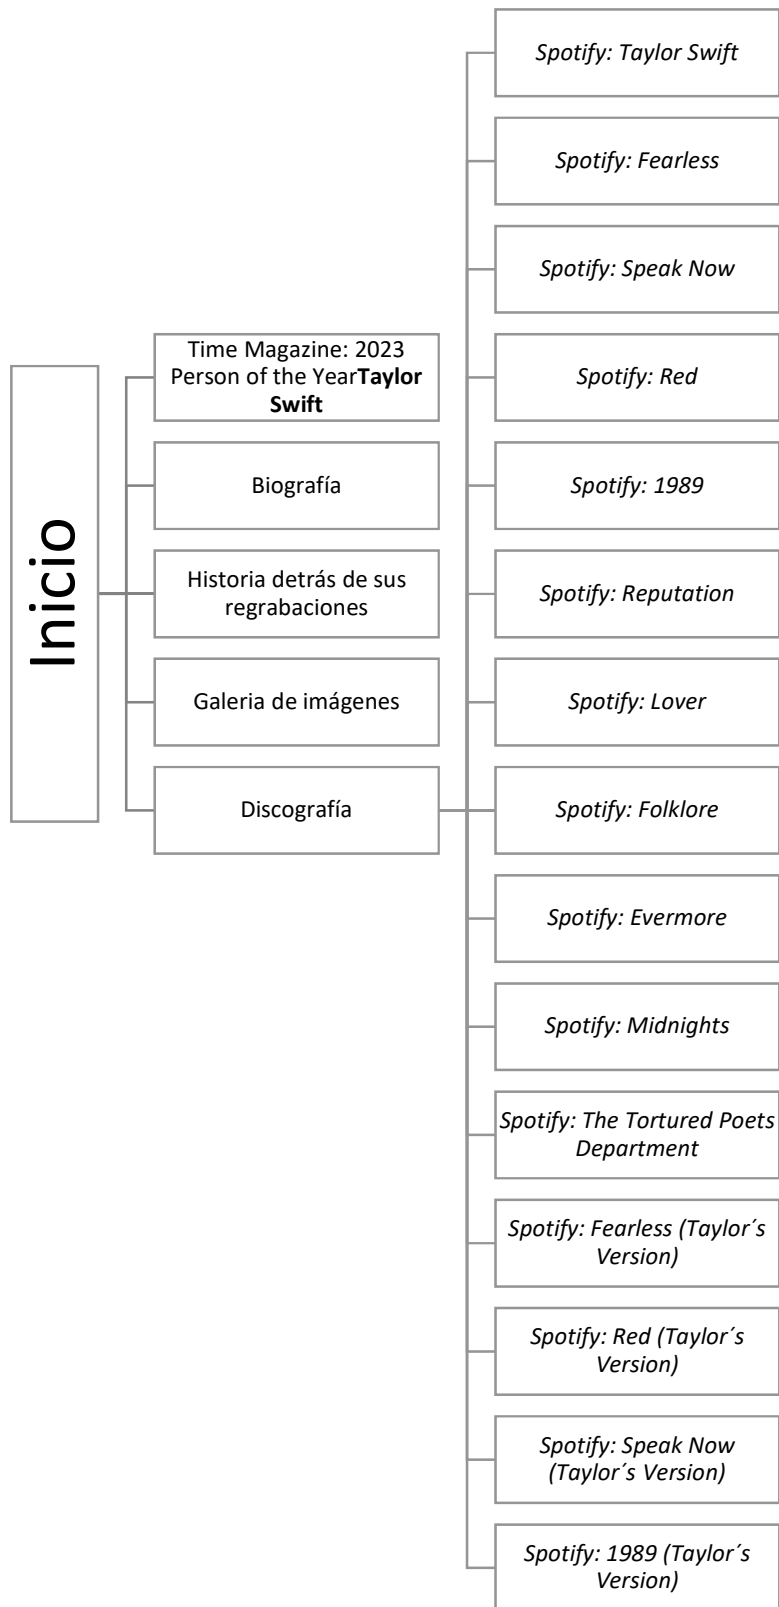 Inicio
Time Magazine: 2023
Person of the YearTaylor
Swift
Biografía
Historia detrás de sus
regrabaciones
Galeria de imágenes
Discografía
Spotify: Taylor Swift
Spotify: Fearless
Spotify: Speak Now
Spotify: Red
Spotify: 1989
Spotify: Reputation
Spotify: Lover
Spotify: Folklore
Spotify: Evermore
Spotify: Midnights
Spotify: The Tortured Poets
Department
Spotify: Fearless (Taylor´s
Version)
Spotify: Red (Taylor´s
Version)
Spotify: Speak Now
(Taylor´s Version)
Spotify: 1989 (Taylor´s
Version)